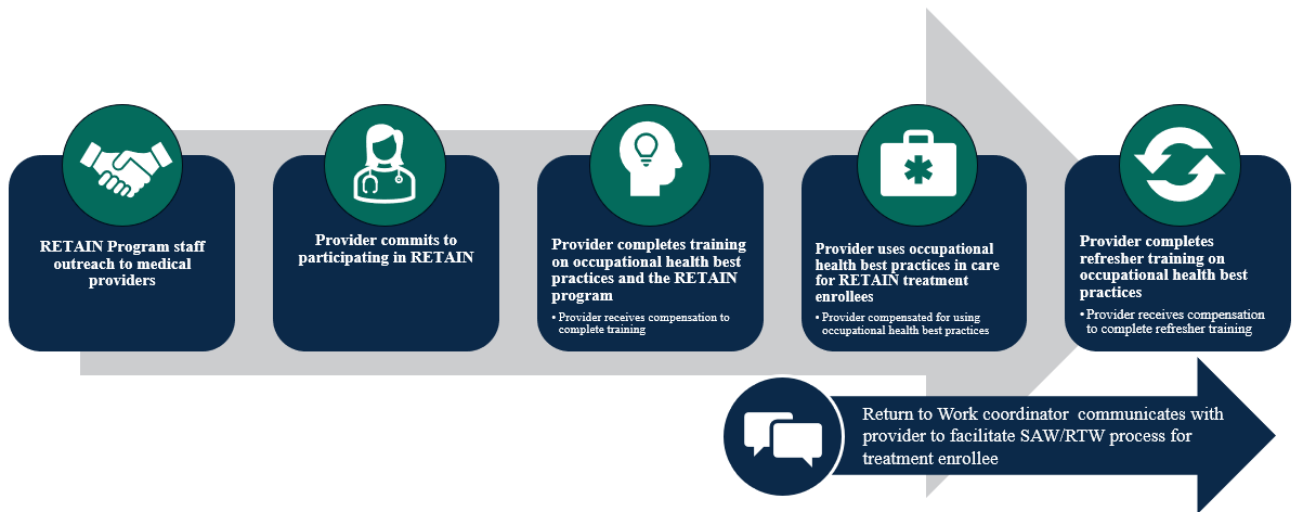 RETAIN Program staff
outreach to medical
providers
Provider commits to
participating in RETAIN
Provider completes training
on occupational health best
practices and the RETAIN
program
• Provider receives compensation to
complete training
Provider uses occupational
health best practices in care
for RETAIN treatment
enrollees
• Provider compensated for using
occupational health best practices
Provider completes
refresher training on
occupational health best
practices
• Provider receives compensation
to complete refresher training
Return to Work coordinator communicates with
provider to facilitate SAW/RTW process for
treatment enrollee